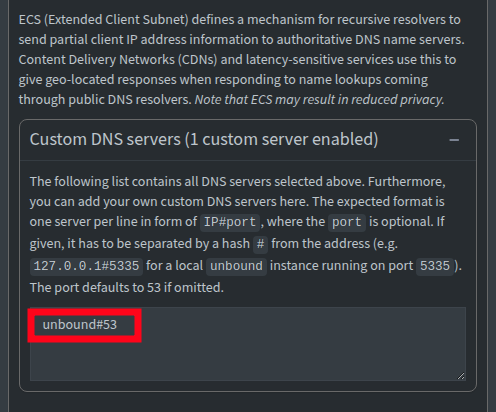 ECS (Extended Client Subnet) defines a mechanism for recursive resolvers to
send partial client IP address information to authoritative DNS name servers.
Content Delivery Networks (CDNs) and latency-sensitive services use this to
give geo-located responses when responding to name lookups coming
through public DNS resolvers. Note that ECS may result in reduced privacy.
Custom DNS servers (1 custom server enabled)
The following list contains all DNS servers selected above. Furthermore,
you can add your own custom DNS servers here. The expected format is
one server per line in form of IP#port, where the port is optional. If
given, it has to be separated by a hash # from the address (e.g.
127.0.0.1#5335 for a local unbound instance running on port 5335).
The port defaults to 53 if omitted.
unbound#53